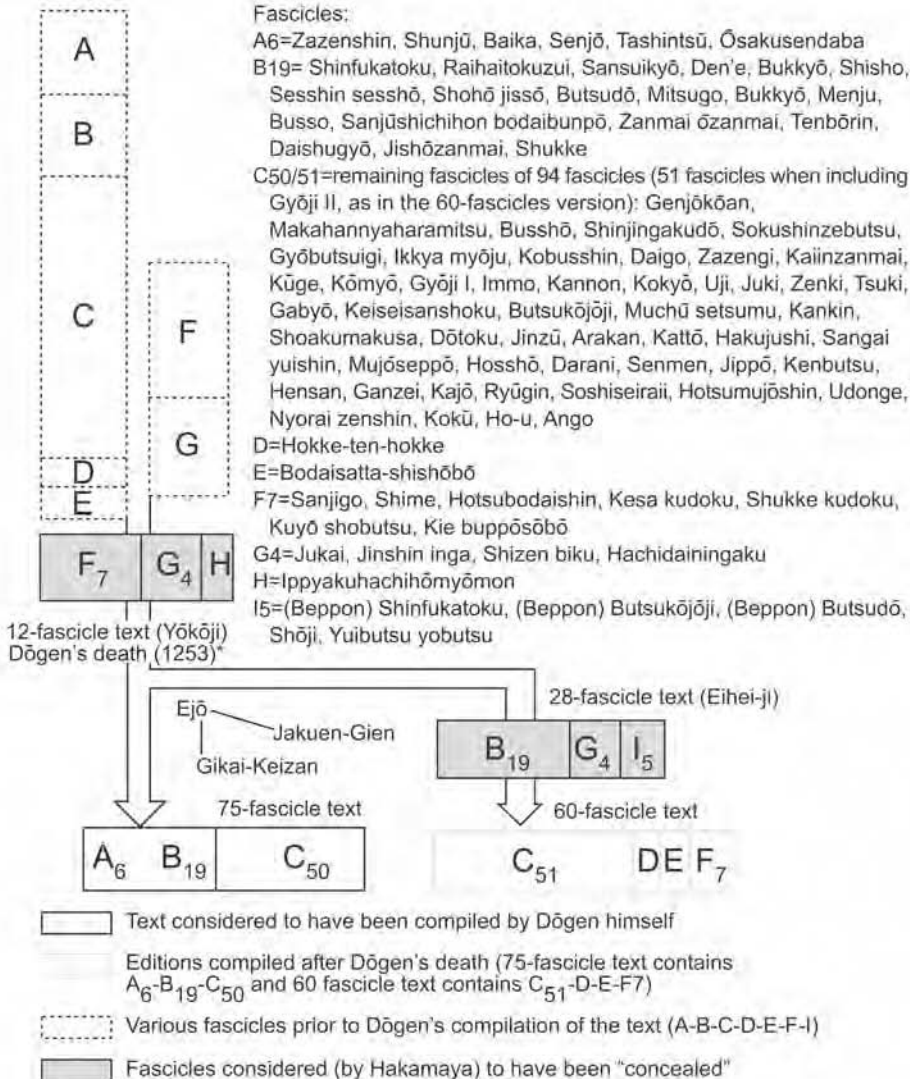 Fascicles:
A6=Zazenshin, Shunjū, Baika, Senjō, Tashintsū, Ōsakusendaba
B19= Shinfukatoku, Raihaitokuzui, Sansuikyō, Den'e, Bukkyō, Shisho,
Sesshin sesshō, Shohō jissō, Butsudō, Mitsugo, Bukkyō, Menju,
Busso, Sanjūshichihon bodaibunpō, Zanmai ōzanmai, Tenbōrin,
Daishugyō, Jishōzanmai, Shukke
C50/51=remaining fascicles of 94 fascicles (51 fascicles when including
Gyōji II, as in the 60-fascicles version): Genjōkōan,
Makahannyaharamitsu, Busshō, Shinjingakudō, Sokushinzebutsu,
Gyōbutsuigi, Ikkya myōju, Kobusshin, Daigo, Zazengi, Kaiinzanmai,
Kūge, Kōmyō, Gyōji I, Immo, Kannon, Kokyō, Uji, Juki, Zenki, Tsuki,
Gabyō, Keiseisanshoku, Butsukōjōji, Muchū setsumu, Kankin,
Shoakumakusa, Dōtoku, Jinzū, Arakan, Kattō, Hakujushi, Sangai
yuishin, Mujōseppō, Hosshō, Darani, Senmen, Jippō, Kenbutsu,
Hensan, Ganzei, Kajō, Ryūgin, Soshiseiraii, Hotsumujōshin, Udonge,
Nyorai zenshin, Kokū, Ho-u, Ango
D=Hokke-ten-hokke
E=Bodaisatta-shishōbō
F7=Sanjigo, Shime, Hotsubodaishin, Kesa kudoku, Shukke kudoku,
Kuyō shobutsu, Kie buppōsōbō
G4=Jukai, Jinshin inga, Shizen biku, Hachidainingaku
H=Ippyakuhachihōmyōmon
I5=(Beppon) Shinfukatoku, (Beppon) Butsukōjōji, (Beppon) Butsudō,
Shōji, Yuibutsu yobutsu
A
B
C
D
E
F
G
F7 G4 H
12-fascicle text (Yōkōji)
Dōgen's death (1253)*
Ejō
Jakuen-Gien
Gikai-Keizan
28-fascicle text (Eihei-ji)
B19 G4 I5
75-fascicle text
60-fascicle text
A6 B19 C50
C51 D E F7
Text considered to have been compiled by Dōgen himself
Editions compiled after Dōgen's death (75-fascicle text contains
A6-B19-C50 and 60 fascicle text contains C51-D-E-F7)
Various fascicles prior to Dōgen's compilation of the text (A-B-C-D-E-F-I)
Fascicles considered (by Hakamaya) to have been "concealed"